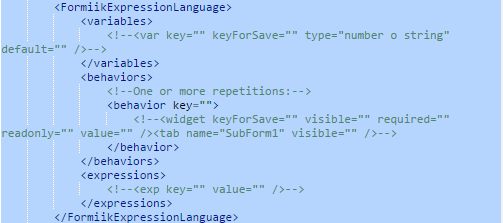 <FormiikExpressionLanguage>
<variables>
<!--<var key="" keyForSave="" type="number o string"
default="" />-->
</variables>
<behaviors>
<!--One or more repetitions:-->
<behavior key="">
<!--<widget keyForSave="" visible="" required=""
readonly="" value="" /><tab name="SubForm1" visible="" />-->
</behavior>
</behaviors>
<expressions>
<!--<exp key="" value="" />-->
</expressions>
</FormiikExpressionLanguage>